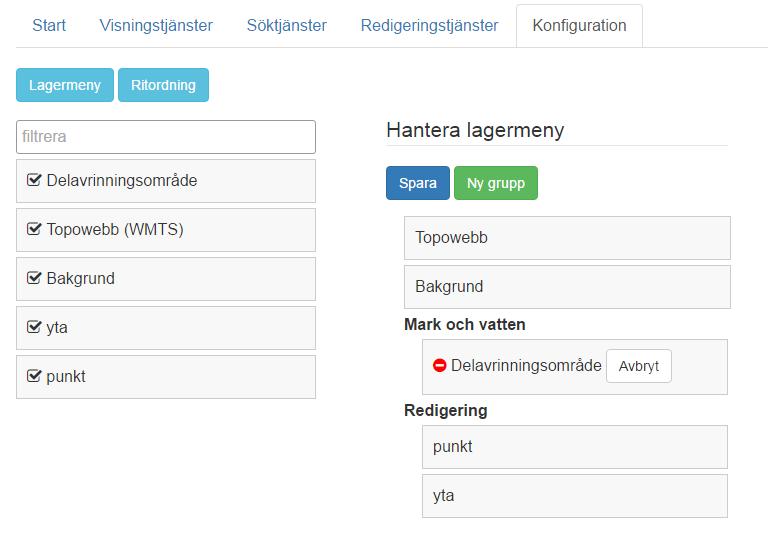 Start Visningstjänster Söktjänster Redigeringstjänster Konfiguration
Lagermeny Ritordning
filtrera
Delavrinningsområde
Topowebb (WMTS)
Bakgrund
yta
punkt
Hantera lagermeny
Spara Ny grupp
Topowebb
Bakgrund
Mark och vatten
Delavrinningsområde Avbryt
Redigering
punkt
yta